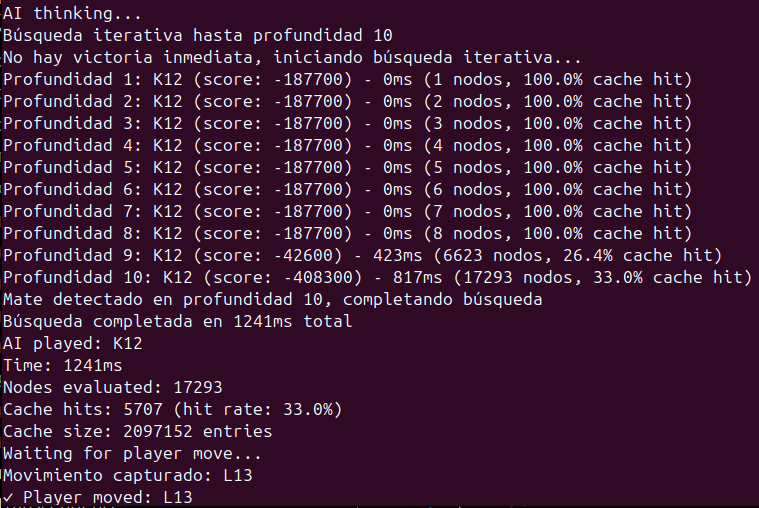 AI thinking...
Búsqueda iterativa hasta profundidad 10
No hay victoria inmediata, iniciando búsqueda iterativa...
Profundidad 1: K12 (score: -187700) - 0ms (1 nodos, 100.0% cache hit)
Profundidad 2: K12 (score: -187700) - 0ms (2 nodos, 100.0% cache hit)
Profundidad 3: K12 (score: -187700) - 0ms (3 nodos, 100.0% cache hit)
Profundidad 4: K12 (score: -187700) - 0ms (4 nodos, 100.0% cache hit)
Profundidad 5: K12 (score: -187700) - 0ms (5 nodos, 100.0% cache hit)
Profundidad 6: K12 (score: -187700) - 0ms (6 nodos, 100.0% cache hit)
Profundidad 7: K12 (score: -187700) - 0ms (7 nodos, 100.0% cache hit)
Profundidad 8: K12 (score: -187700) - 0ms (8 nodos, 100.0% cache hit)
Profundidad 9: K12 (score: -42600) - 423ms (6623 nodos, 26.4% cache hit)
Profundidad 10: K12 (score: -408300) - 817ms (17293 nodos, 33.0% cache hit)
Mate detectado en profundidad 10, completando búsqueda
Búsqueda completada en 1241ms total
AI played: K12
Time: 1241ms
Nodes evaluated: 17293
Cache hits: 5707 (hit rate: 33.0%)
Cache size: 2097152 entries
Waiting for player move...
Movimiento capturado: L13
✓ Player moved: L13